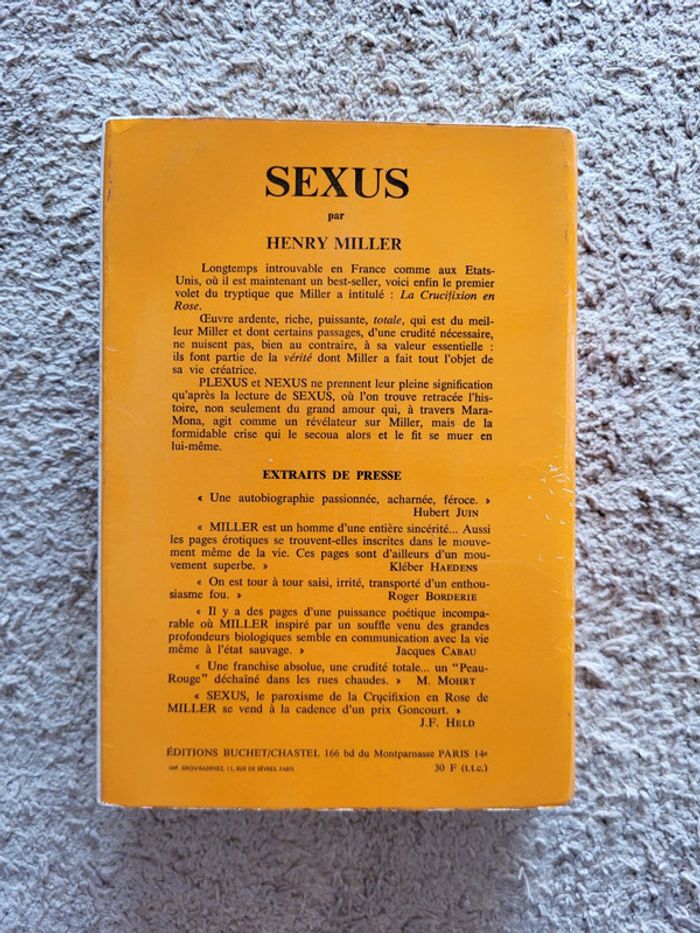 SEXUS
par
HENRY MILLER
Longtemps introuvable en France comme aux Etats-
Unis, où il est maintenant un best-seller, voici enfin le premier
volet du tryptique que Miller a intitulé : La Crucifixion en
Rose.
Œuvre ardente, riche, puissante, totale, qui est du meil-
leur Miller et dont certains passages, d'une crudité nécessaire,
ne nuisent pas, bien au contraire, à sa valeur essentielle :
ils font partie de la vérité dont Miller a fait tout l'objet de
sa vie créatrice.
PLEXUS et NEXUS ne prennent leur pleine signification
qu'après la lecture de SEXUS, où l'on trouve retracée l'his-
toire, non seulement du grand amour qui, à travers Mara-
Mona, agit comme un révélateur sur Miller, mais de la
formidable crise qui le secoua alors et le fit se muer en
lui-même.
EXTRAITS DE PRESSE
« Une autobiographie passionnée, acharnée, féroce. »
Hubert JUIN
« MILLER est un homme d'une entière sincérité... Aussi
les pages érotiques se trouvent-elles inscrites dans le mouve-
ment même de la vie. Ces pages sont d'ailleurs d'un mou-
vement superbe. » Kléber HAEDENS
« On est tour à tour saisi, irrité, transporté d'un enthou-
siasme fou. » Roger BORDERIE
« Il y a des pages d'une puissance poétique incompa-
rable où MILLER inspiré par un souffle venu des grandes
profondeurs biologiques semble en communication avec la vie
même à l'état sauvage. » Jacques CABAU
« Une franchise absolue, une crudité totale... un "Peau-
Rouge" déchaîné dans les rues chaudes. » M. MOHRT
« SEXUS, le paroxisme de la Crucifixion en Rose de
MILLER se vend à la cadence d'un prix Goncourt. »
J.F. HELD
ÉDITIONS BUCHET/CHASTEL 166 bd du Montparnasse PARIS 14e
IMP. GROU-RADENEZ, 11, RUE DE SÈVRES, PARIS 30 F (t.t.c.)